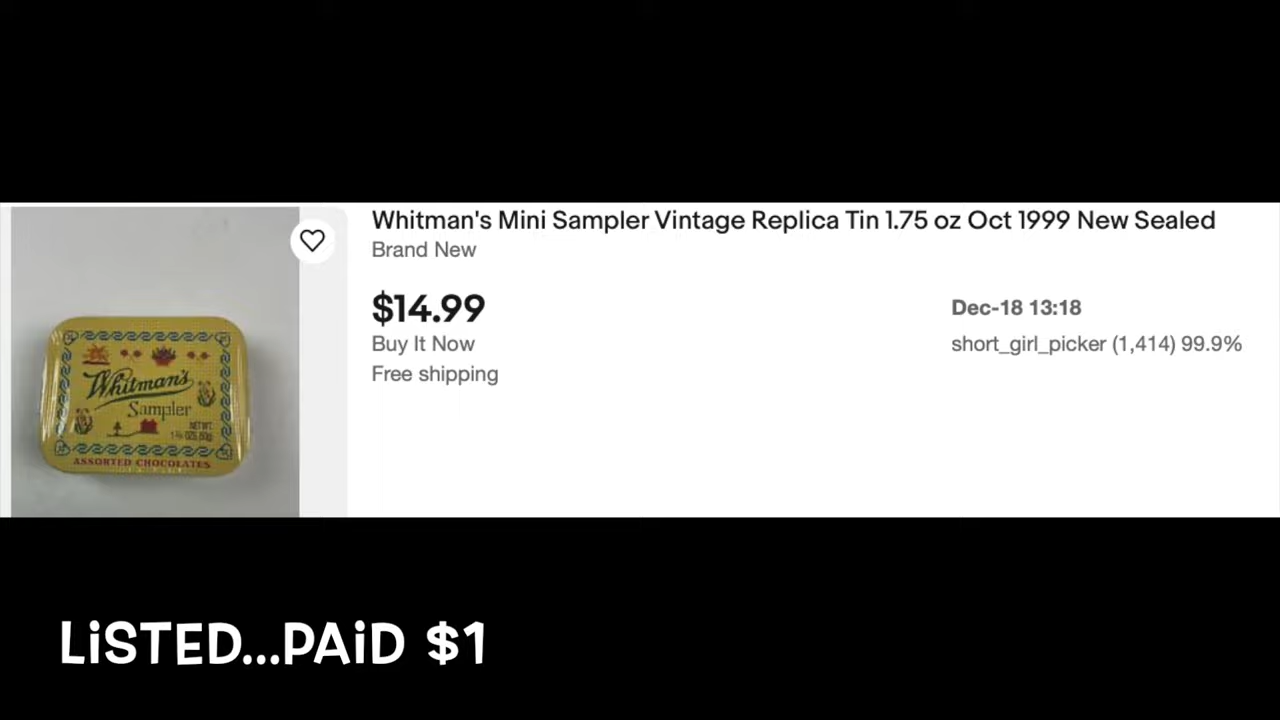 Whitman's Mini Sampler Vintage Replica Tin 1.75 oz Oct 1999 New Sealed
Brand New
$14.99
Buy It Now
Free shipping
Dec-18 13:18
short_girl_picker (1,414) 99.9%
Whitman's
Sampler
NET WT.
ASSORTED CHOCOLATES
LiSTED...PAiD $1